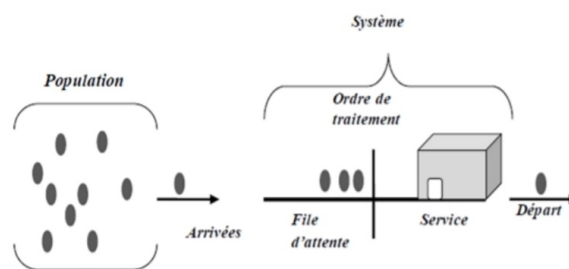 Système
Population
Ordre de
traitement
Arrivées
File
d'attente
Service
Départ